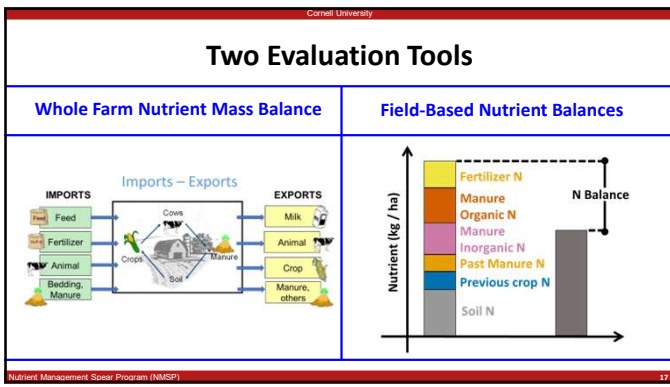 Cornell University
Two Evaluation Tools
Whole Farm Nutrient Mass Balance
Field-Based Nutrient Balances
Imports – Exports
IMPORTS
EXPORTS
Feed
Fertilizer
Animal
Bedding,
Manure
Cows
Crops
Manure
Soil
Milk
Animal
Crop
Manure,
others
Nutrient (kg / ha)
Fertilizer N
Manure
Organic N
Manure
Inorganic N
Past Manure N
Previous crop N
Soil N
N Balance
Nutrient Management Spear Program (NMSP)
17